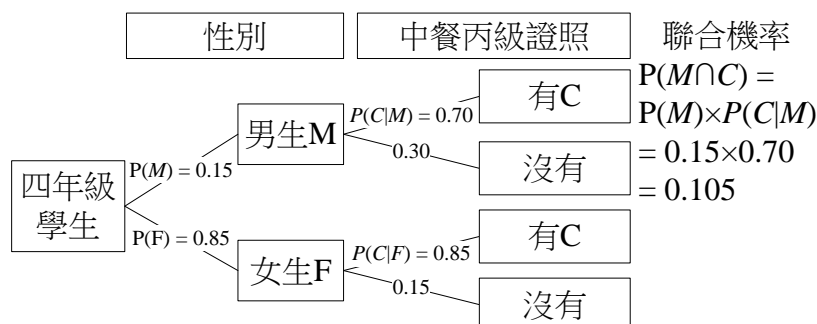 性別
中餐丙級證照
聯合機率
四年級
學生
P(M) = 0.15
P(F) = 0.85
男生M
女生F
P(C|M) = 0.70
0.30
P(C|F) = 0.85
0.15
有C
沒有
有C
沒有
P(M∩C) =
P(M)×P(C|M)
= 0.15×0.70
= 0.105